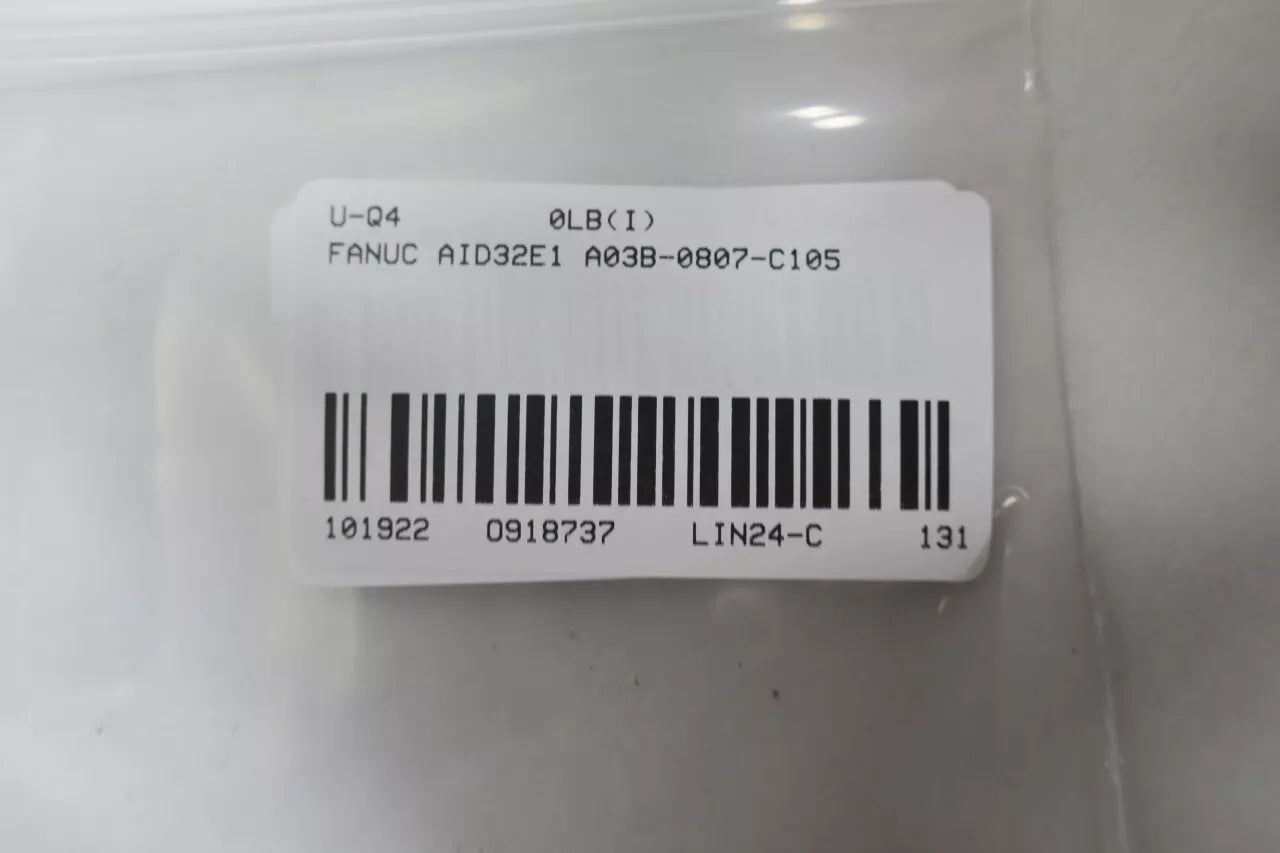 U-Q4 0LB(I)
FANUC AID32E1 A03B-0807-C105
101922 0918737 LIN24-C 131